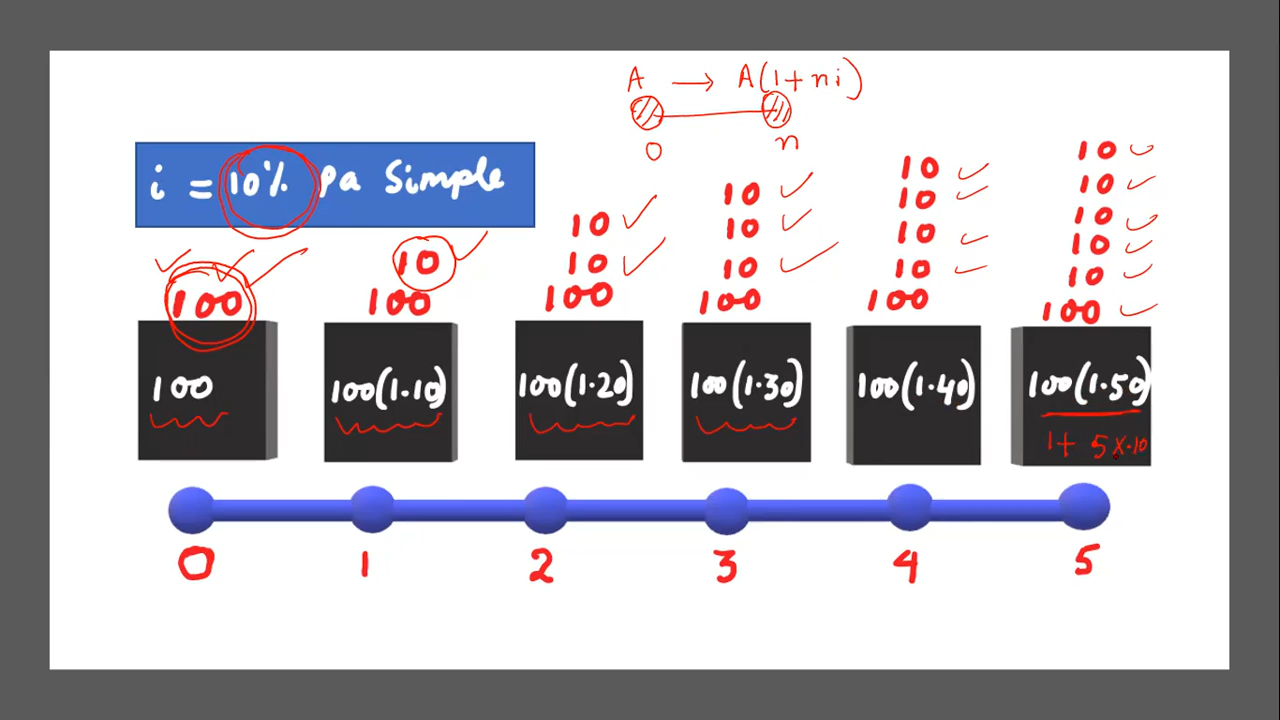 A → A(1+ni)
0 n
i = 10% pa Simple
10 10 10 10 10
10 10 10 10
10 10 10
10 10
10
100 100 100 100 100 100
100 100(1.10) 100(1.20) 100(1.30) 100(1.40) 100(1.50)
1+ 5×.10
0 1 2 3 4 5